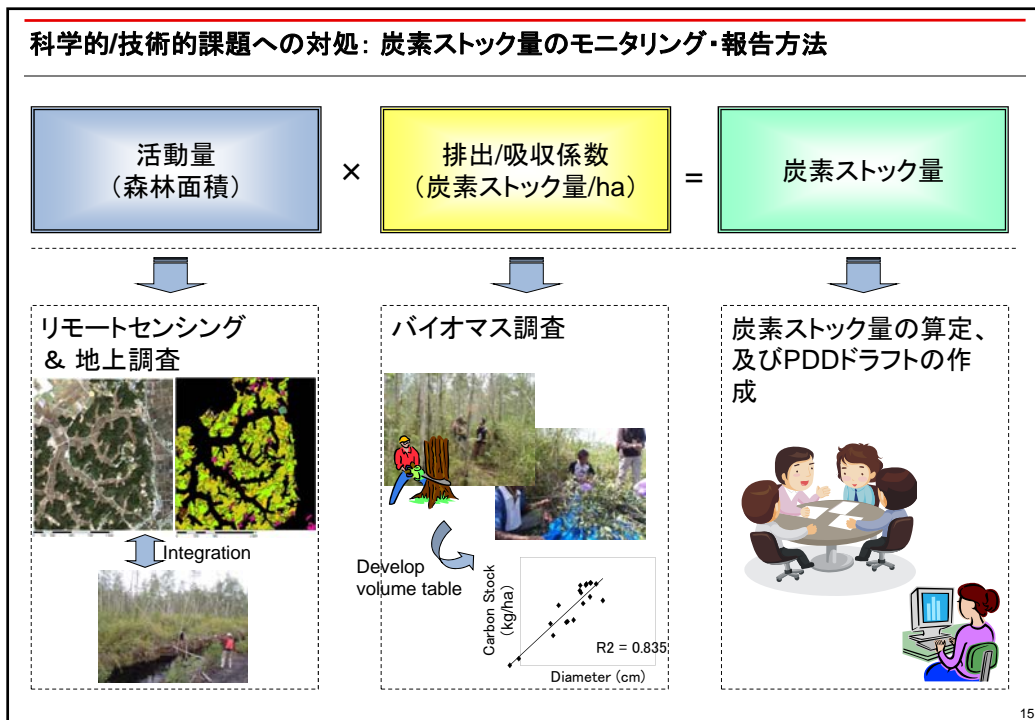 科学的/技術的課題への対処: 炭素ストック量のモニタリング・報告方法
活動量
（森林面積）
×
排出/吸収係数
（炭素ストック量/ha）
=
炭素ストック量
リモートセンシング
& 地上調査
Integration
バイオマス調査
Develop
volume table
Carbon Stock
(kg/ha)
R2 = 0.835
Diameter (cm)
炭素ストック量の算定、
及びPDDドラフトの作
成
15